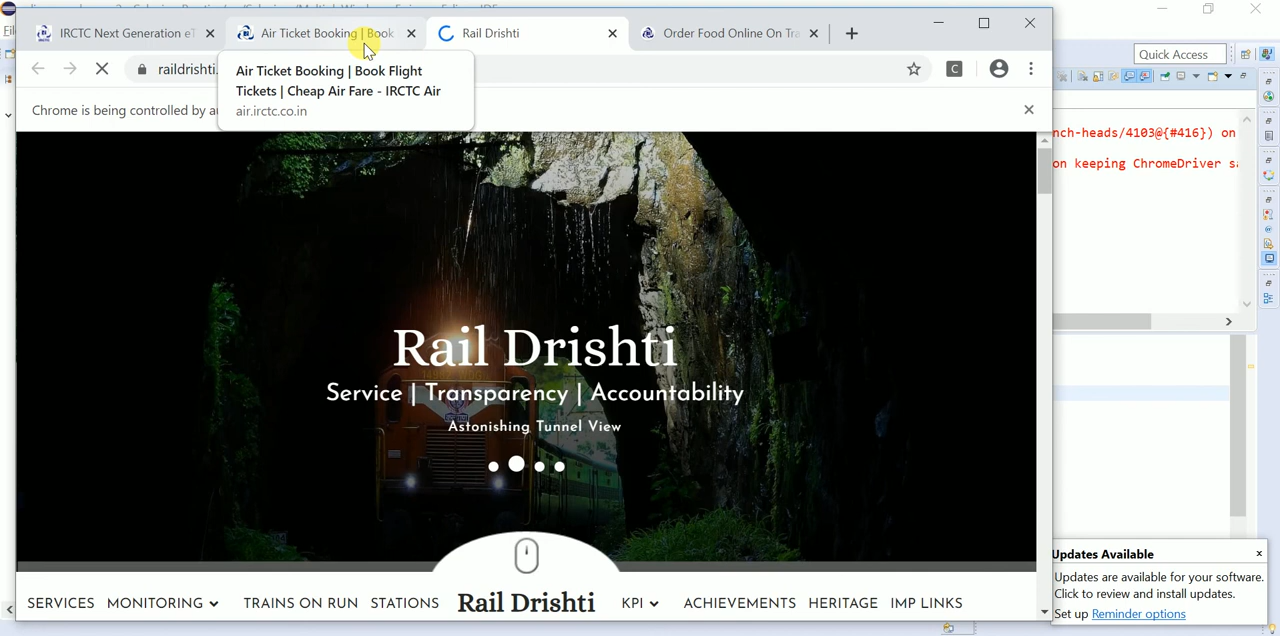 IRCTC Next Generation eT
Air Ticket Booking | Book
Rail Drishti
Order Food Online On Tra
raildrishti.
Air Ticket Booking | Book Flight
Tickets | Cheap Air Fare - IRCTC Air
air.irctc.co.in
C
Chrome is being controlled by au
Quick Access
nch-heads/4103@{#416}) on
on keeping ChromeDriver sa
Rail Drishti
Service | Transparency | Accountability
Astonishing Tunnel View
SERVICES MONITORING TRAINS ON RUN STATIONS Rail Drishti KPI ACHIEVEMENTS HERITAGE IMP LINKS
Updates Available
Updates are available for your software.
Click to review and install updates.
Set up Reminder options